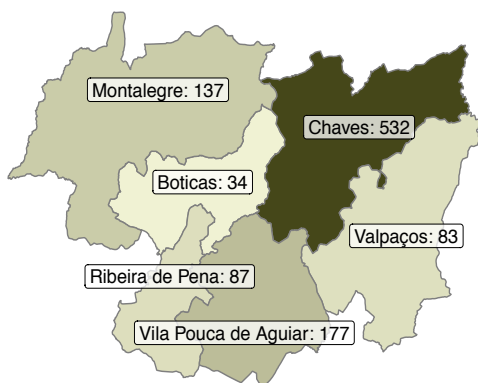 Montalegre: 137
Chaves: 532
Boticas: 34
Valpaços: 83
Ribeira de Pena: 87
Vila Pouca de Aguiar: 177